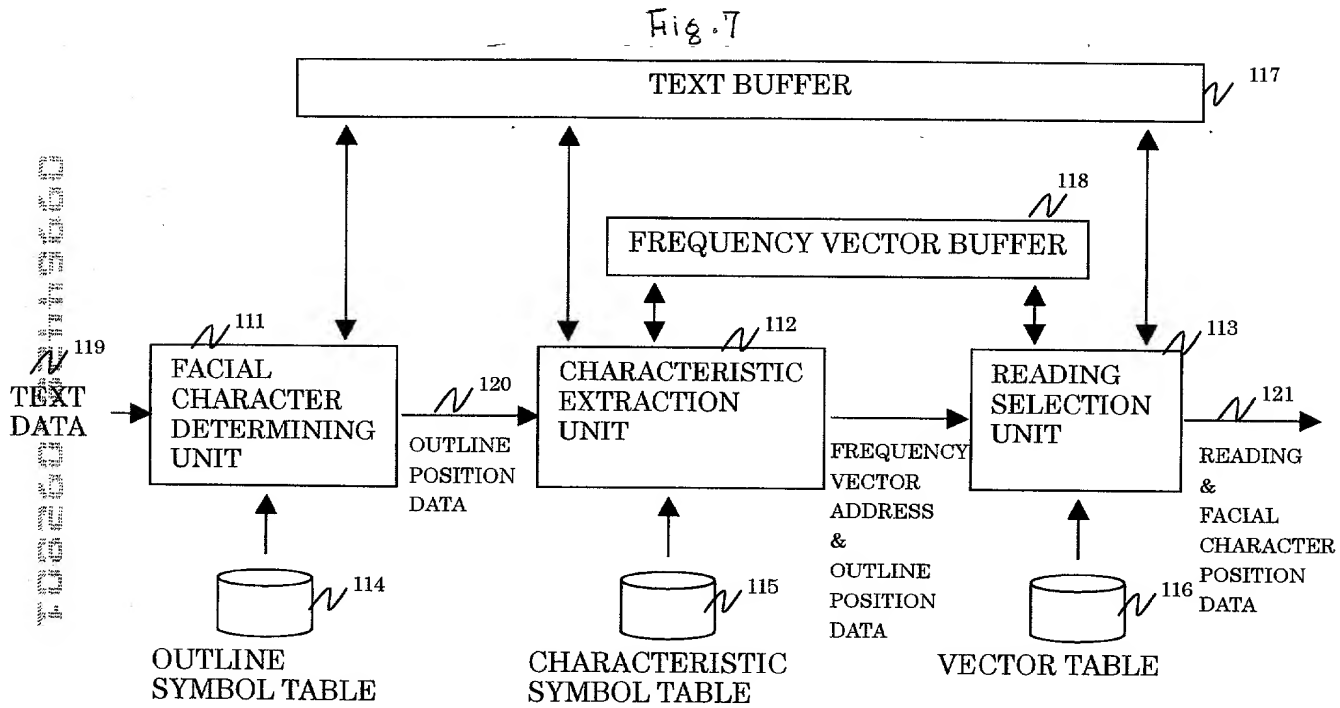 Fig.7
TEXT BUFFER
117
118
FREQUENCY VECTOR BUFFER
119
TEXT
DATA
111
FACIAL
CHARACTER
DETERMINING
UNIT
120
OUTLINE
POSITION
DATA
112
CHARACTERISTIC
EXTRACTION
UNIT
FREQUENCY
VECTOR
ADDRESS
&
OUTLINE
POSITION
DATA
113
READING
SELECTION
UNIT
121
READING
&
FACIAL
CHARACTER
POSITION
DATA
114
OUTLINE
SYMBOL TABLE
115
CHARACTERISTIC
SYMBOL TABLE
116
VECTOR TABLE